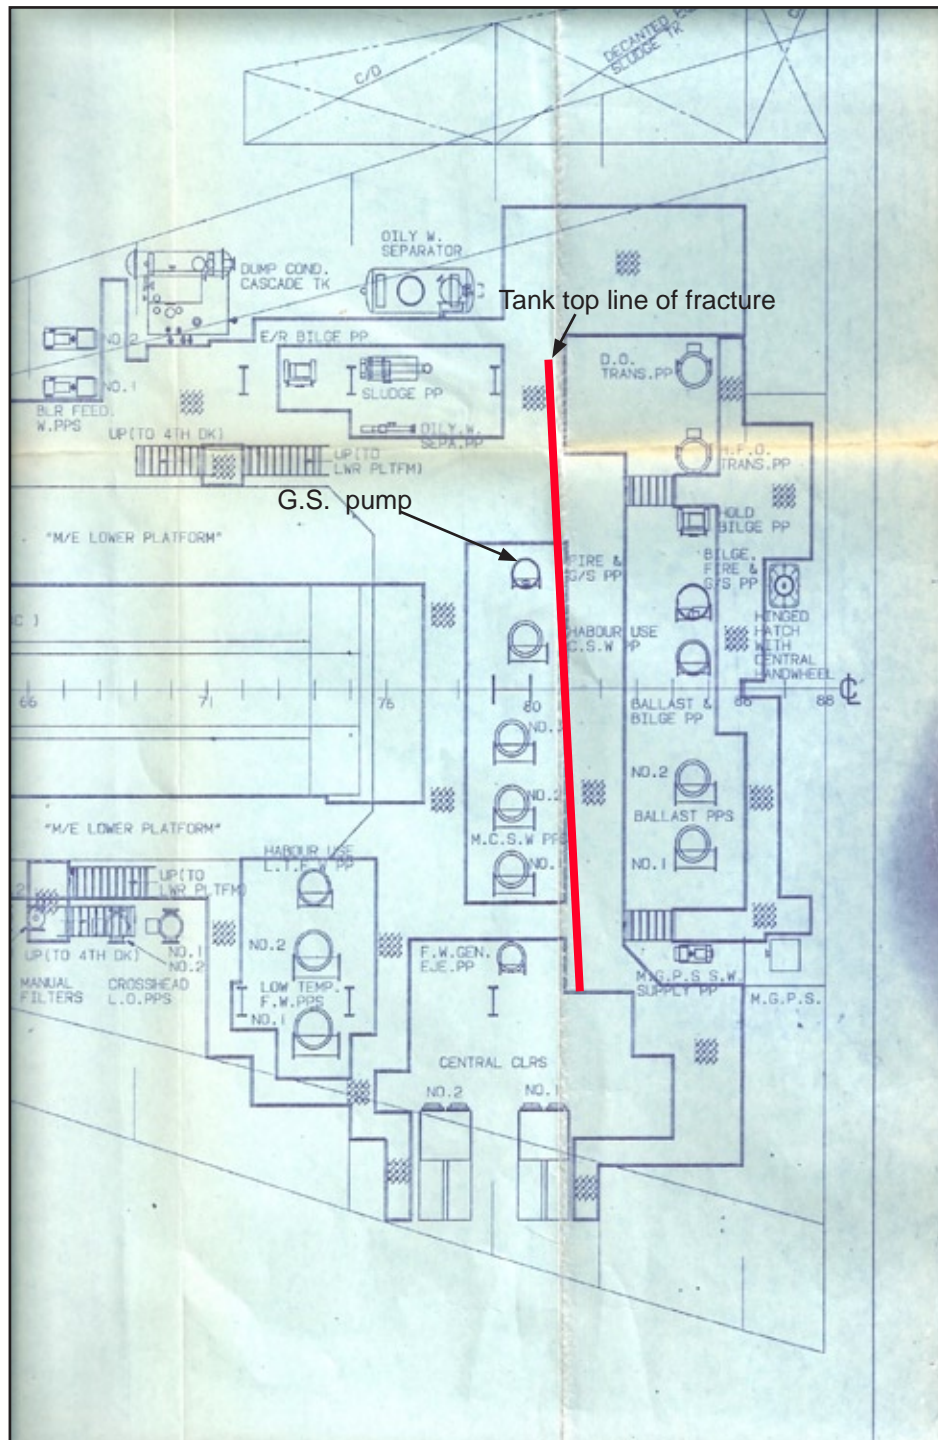 DECANTED
SLUDGE TK
C/D
OILY W.
SEPARATOR
DUMP COND.
CASCADE TK
Tank top line of fracture
NO.2
E/R BILGE PP
D.O.
TRANS.PP
NO.1
SLUDGE PP
BLR FEED.
W.PPS
UP(TO 4TH DK)
OILY.W.
SEPA.PP
UP(TO
LWR PLTFM)
H.F.O.
TRANS.PP
G.S. pump
HOLD
BILGE PP
"M/E LOWER PLATFORM"
FIRE &
G/S PP
BILGE.
FIRE &
G/S PP
HINGED
HATCH
WITH
CENTRAL
HANDWHEEL
C )
HABOUR USE
C.S.W PP
66
71
76
80
86
88
BALLAST &
BILGE PP
NO.2
NO.2
BALLAST PPS
M.C.S.W PPS
NO.1
NO.1
"M/E LOWER PLATFORM"
HABOUR USE
L.T.F.W PP
UP(TO
LWR PLTFM)
UP(TO 4TH DK)
NO.1
NO.2
NO.2
F.W.GEN.
EJE.PP
MANUAL
FILTERS
CROSSHEAD
L.O.PPS
LOW TEMP.
F.W.PPS
NO.1
M.G.P.S S.W.
SUPPLY PP
M.G.P.S.
CENTRAL CLRS
NO.2
NO.1